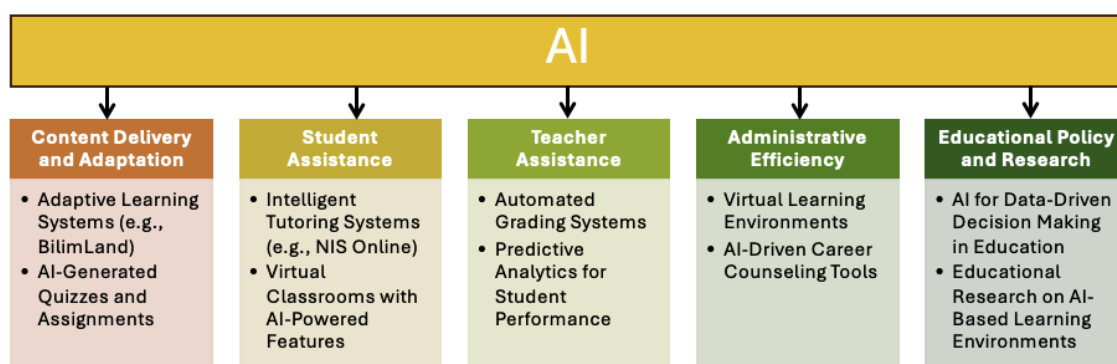 AI
Content Delivery
and Adaptation
• Adaptive Learning
Systems (e.g.,
BilimLand)
• AI-Generated
Quizzes and
Assignments
Student
Assistance
• Intelligent
Tutoring Systems
(e.g., NIS Online)
• Virtual
Classrooms with
AI-Powered
Features
Teacher
Assistance
• Automated
Grading Systems
• Predictive
Analytics for
Student
Performance
Administrative
Efficiency
• Virtual Learning
Environments
• AI-Driven Career
Counseling Tools
Educational Policy
and Research
• AI for Data-Driven
Decision Making
in Education
• Educational
Research on AI-
Based Learning
Environments